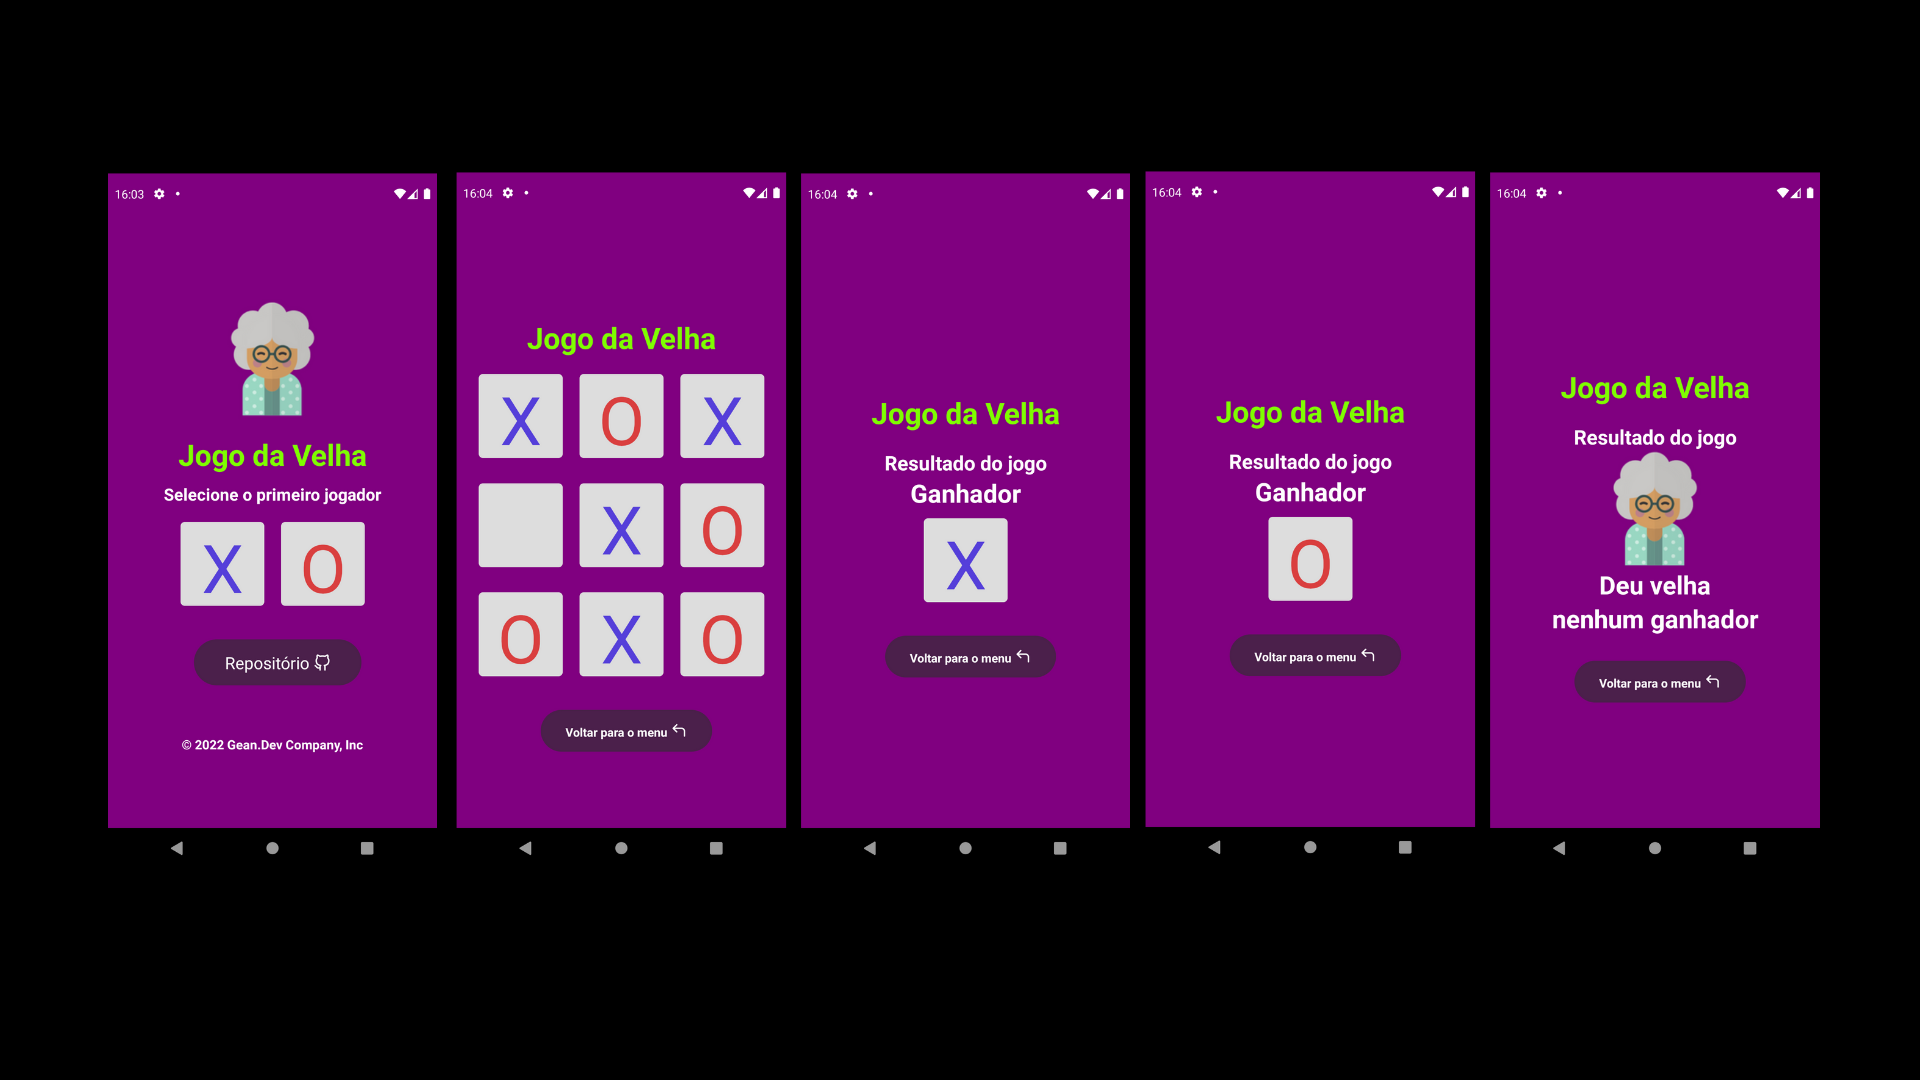 16:03
Jogo da Velha
Selecione o primeiro jogador
X O
Repositório
© 2022 Gean.Dev Company, Inc
16:04
Jogo da Velha
X O X
X O
O X O
Voltar para o menu
16:04
Jogo da Velha
Resultado do jogo
Ganhador
X
Voltar para o menu
16:04
Jogo da Velha
Resultado do jogo
Ganhador
O
Voltar para o menu
16:04
Jogo da Velha
Resultado do jogo
Deu velha
nenhum ganhador
Voltar para o menu